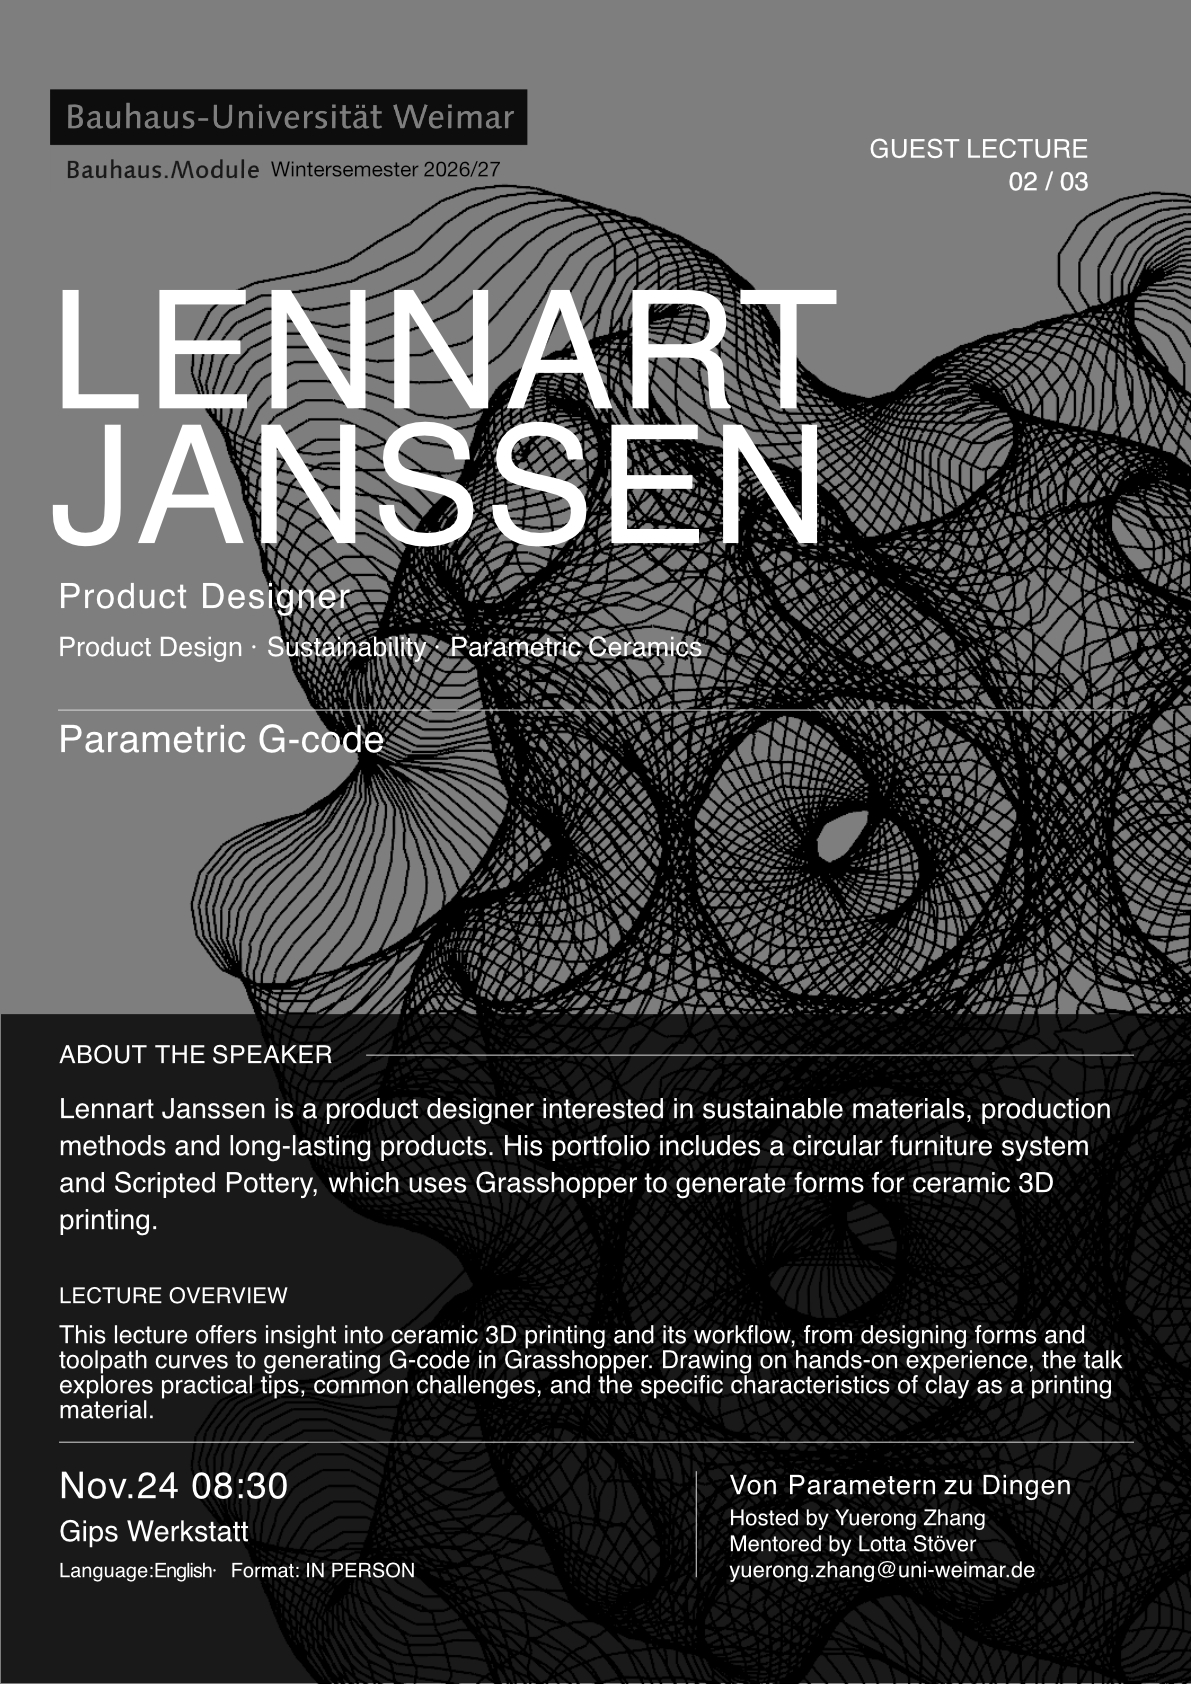 Bauhaus-Universität Weimar
Bauhaus.Module Wintersemester 2026/27
GUEST LECTURE
02 / 03
LENNART
JANSSEN
Product Designer
Product Design · Sustainability · Parametric Ceramics
Parametric G-code
ABOUT THE SPEAKER
Lennart Janssen is a product designer interested in sustainable materials, production
methods and long-lasting products. His portfolio includes a circular furniture system
and Scripted Pottery, which uses Grasshopper to generate forms for ceramic 3D
printing.
LECTURE OVERVIEW
This lecture offers insight into ceramic 3D printing and its workflow, from designing forms and
toolpath curves to generating G-code in Grasshopper. Drawing on hands-on experience, the talk
explores practical tips, common challenges, and the specific characteristics of clay as a printing
material.
Nov.24 08:30
Gips Werkstatt
Language:English· Format: IN PERSON
Von Parametern zu Dingen
Hosted by Yuerong Zhang
Mentored by Lotta Stöver
yuerong.zhang@uni-weimar.de